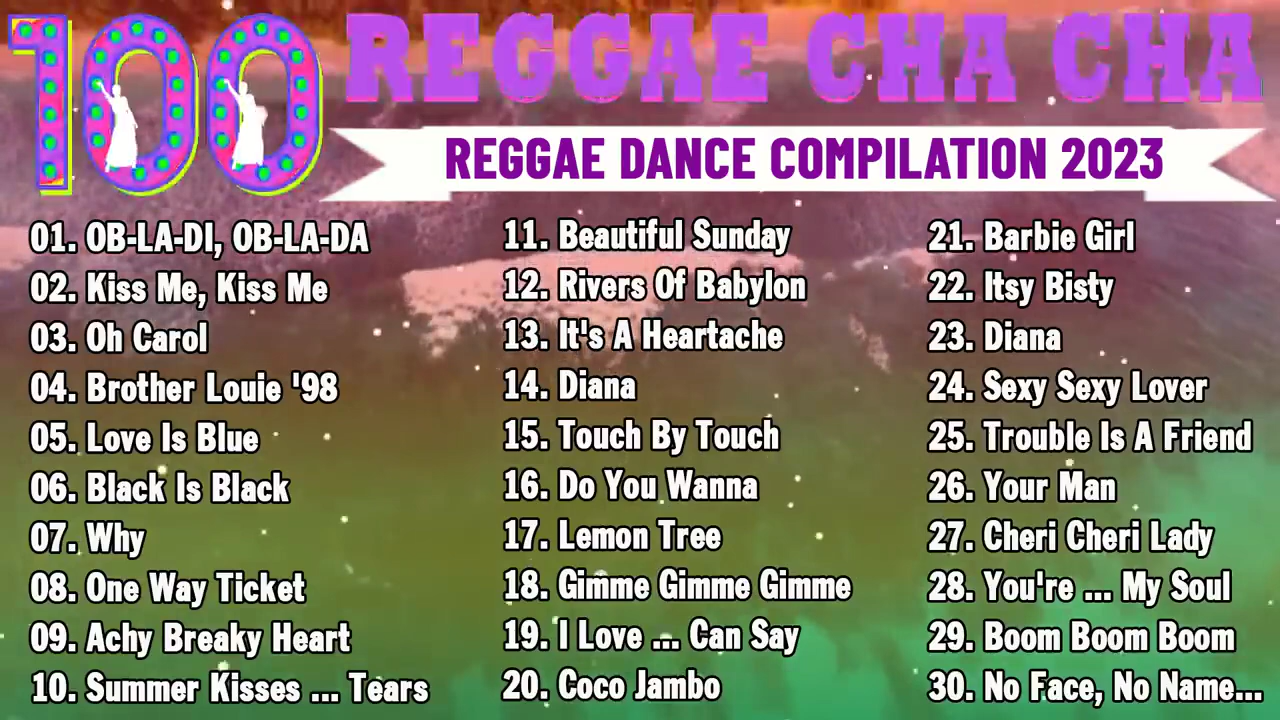 100 REGGAE CHA CHA
REGGAE DANCE COMPILATION 2023
01. OB-LA-DI, OB-LA-DA
02. Kiss Me, Kiss Me
03. Oh Carol
04. Brother Louie '98
05. Love Is Blue
06. Black Is Black
07. Why
08. One Way Ticket
09. Achy Breaky Heart
10. Summer Kisses ... Tears
11. Beautiful Sunday
12. Rivers Of Babylon
13. It's A Heartache
14. Diana
15. Touch By Touch
16. Do You Wanna
17. Lemon Tree
18. Gimme Gimme Gimme
19. I Love ... Can Say
20. Coco Jambo
21. Barbie Girl
22. Itsy Bisty
23. Diana
24. Sexy Sexy Lover
25. Trouble Is A Friend
26. Your Man
27. Cheri Cheri Lady
28. You're ... My Soul
29. Boom Boom Boom
30. No Face, No Name...